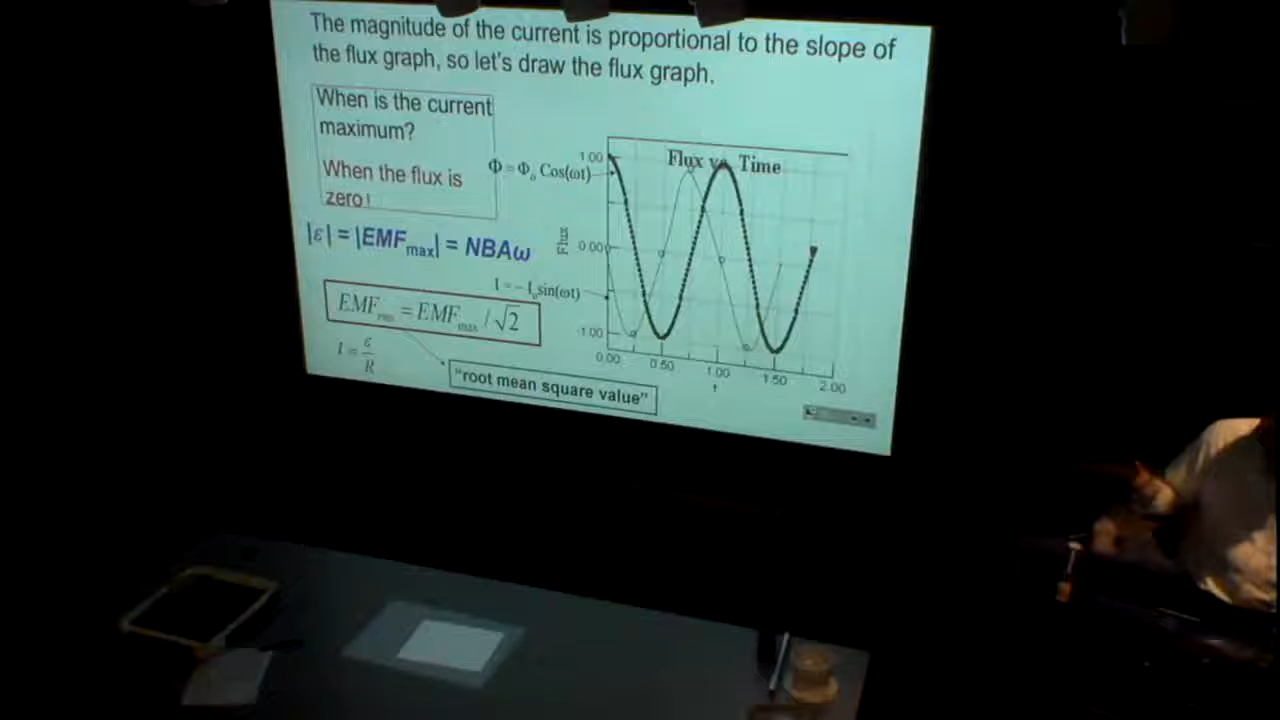 The magnitude of the current is proportional to the slope of
the flux graph, so let's draw the flux graph.
When is the current
maximum?
When the flux is
zero!
|ε| = |EMFmax| = NBAω
EMFrms = EMFmax / √2
I = ε/R
"root mean square value"
Φ = Φ₀ Cos(ωt)
I = – I₀sin(ωt)
Flux vs Time
Flux
1.00
0.00
-1.00
0.00 0.50 1.00 1.50 2.00
t